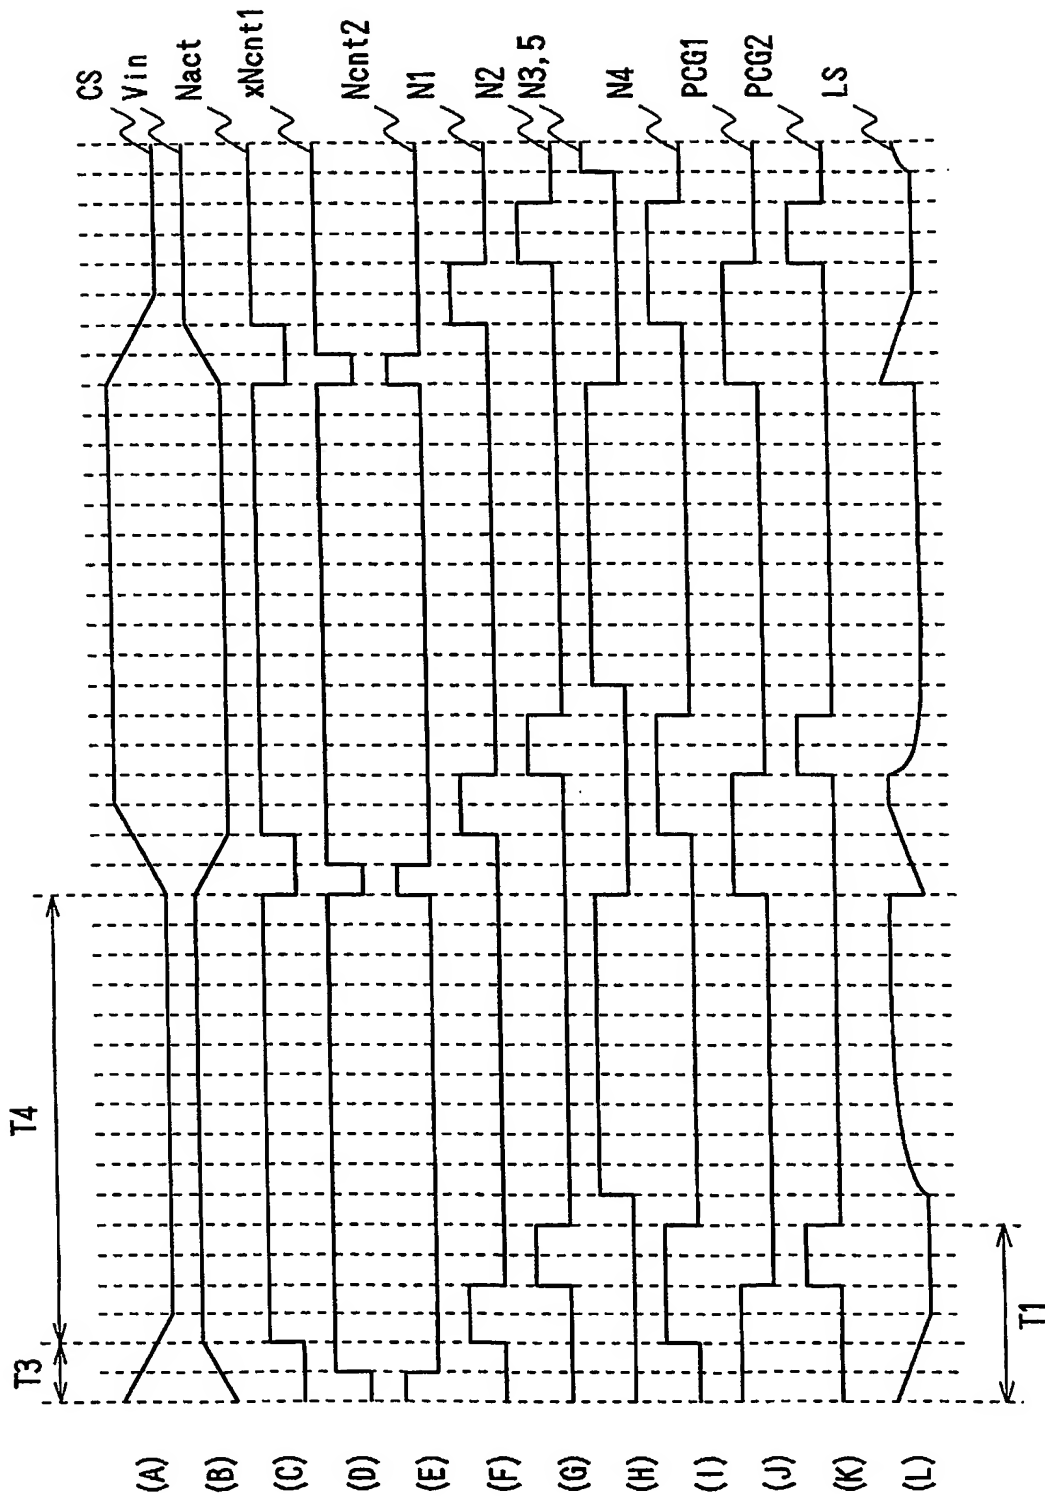 T3
T4
(A)
(B)
(C)
(D)
(E)
(F)
(G)
(H)
(I)
(J)
(K)
(L)
CS
Vin
Nact
xNcnt1
Ncnt2
N1
N2
N3, 5
N4
PCG1
PCG2
LS
T1